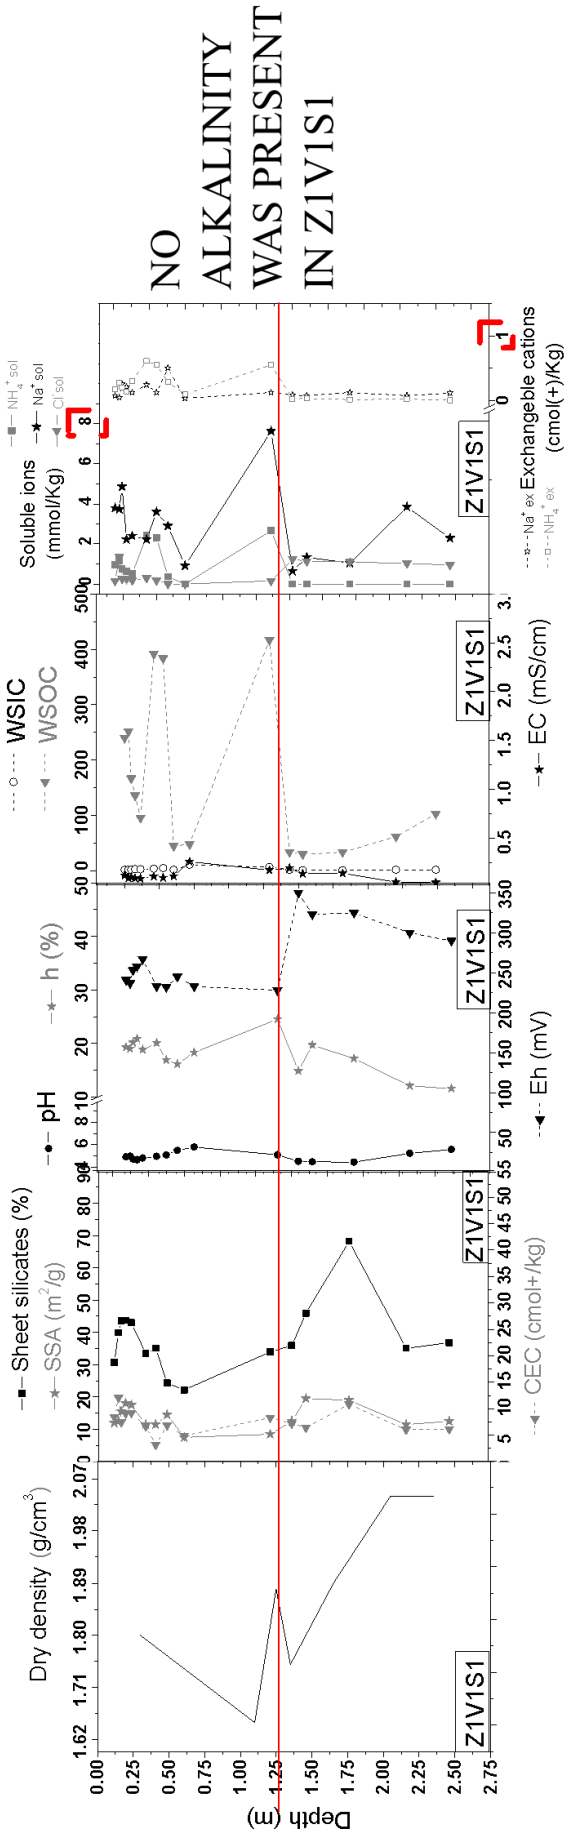 NO
ALKALINITY
WAS PRESENT
IN Z1V1S1
NH₄⁺sol
Na⁺sol
Cl⁻sol
Soluble ions
(mmol/Kg)
0 2 4 6 8
0 1
Exchangeble cations
(cmol(+)/Kg)
Na⁺ ex
NH₄⁺ ex
Z1V1S1
WSIC
WSOC
0 100 200 300 400 500
0.0 0.5 1.0 1.5 2.0 2.5 3.
EC (mS/cm)
Z1V1S1
pH
h (%)
4 6 8 10 20 30 40 50
50 100 150 200 250 300 350
Eh (mV)
Z1V1S1
Sheet silicates (%)
SSA (m²/g)
0 10 20 30 40 50 60 70 80 90
5 10 15 20 25 30 35 40 45 50 55
CEC (cmol+/kg)
Z1V1S1
Dry density (g/cm³)
1.62 1.71 1.80 1.89 1.98 2.07
Z1V1S1
0.00 0.25 0.50 0.75 1.00 1.25 1.50 1.75 2.00 2.25 2.50 2.75
Depth (m)